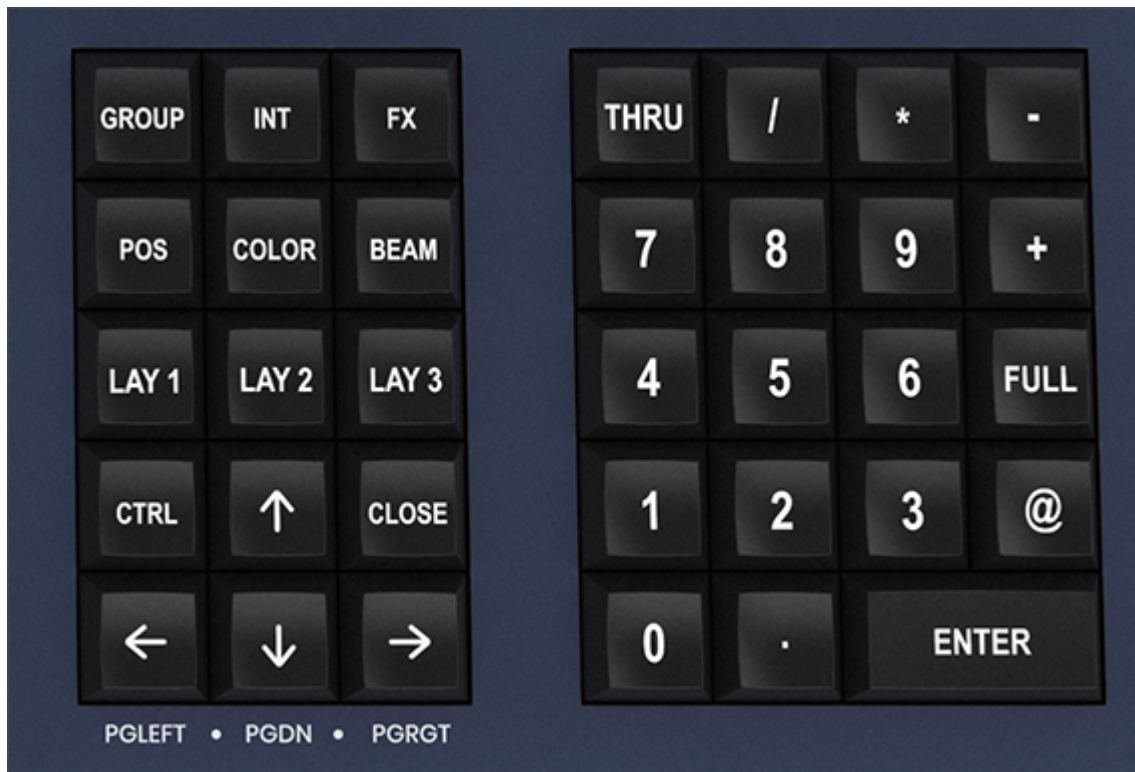 GROUP INT FX
POS COLOR BEAM
LAY 1 LAY 2 LAY 3
CTRL ↑ CLOSE
← ↓ →
PGLEFT • PGDN • PGRGT
THRU / * -
7 8 9 +
4 5 6 FULL
1 2 3 @
0 . ENTER